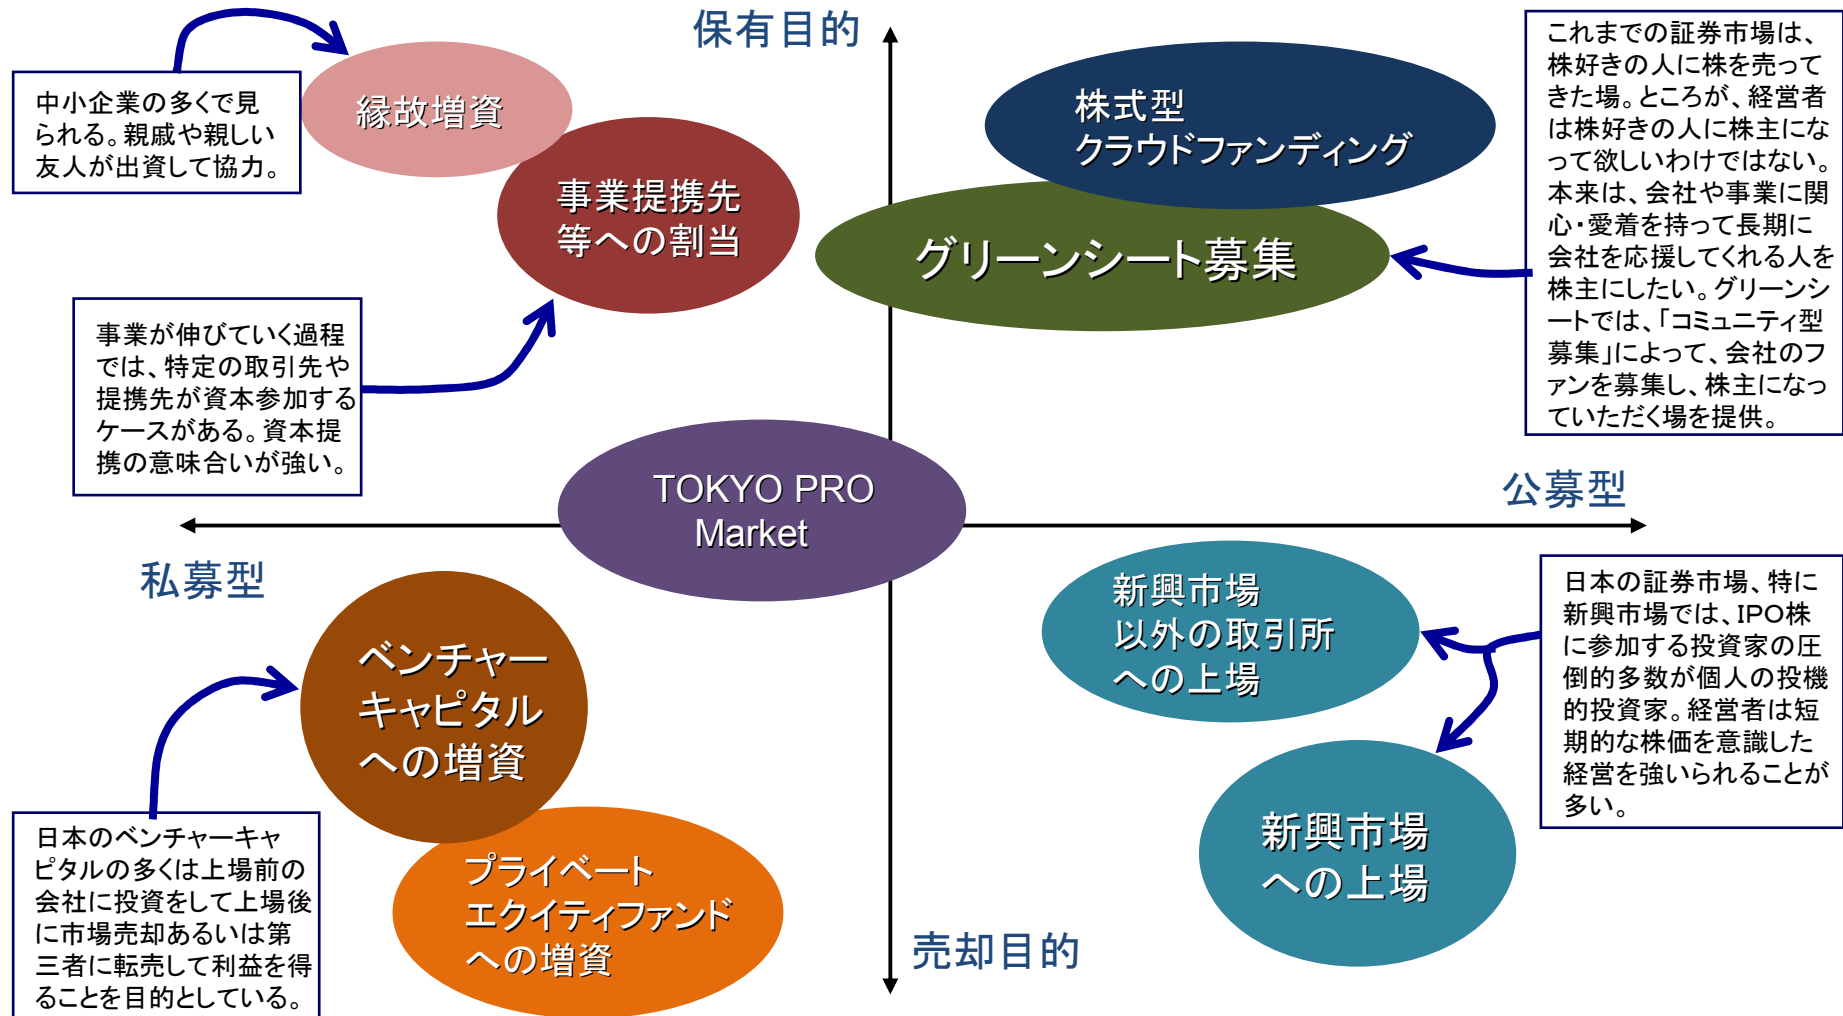 保有目的
縁故増資
中小企業の多くで見
られる。親戚や親しい
友人が出資して協力。
事業提携先
等への割当
事業が伸びていく過程
では、特定の取引先や
提携先が資本参加する
ケースがある。資本提
携の意味合いが強い。
株式型
クラウドファンディング
グリーンシート募集
これまでの証券市場は、
株好きの人に株を売って
きた場。ところが、経営者
は株好きの人に株主にな
って欲しいわけではない。
本来は、会社や事業に関
心・愛着を持って長期に
会社を応援してくれる人を
株主にしたい。グリーンシ
ートでは、「コミュニティ型
募集」によって、会社のフ
ァンを募集し、株主になっ
ていただく場を提供。
TOKYO PRO
Market
公募型
私募型
ベンチャー
キャピタル
への増資
日本のベンチャーキャ
ピタルの多くは上場前の
会社に投資をして上場後
に市場売却あるいは第
三者に転売して利益を得
ることを目的としている。
プライベート
エクイティファンド
への増資
新興市場
以外の取引所
への上場
新興市場
への上場
日本の証券市場、特に
新興市場では、IPO株
に参加する投資家の圧
倒的多数が個人の投機
的投資家。経営者は短
期的な株価を意識した
経営を強いられることが
多い。
売却目的